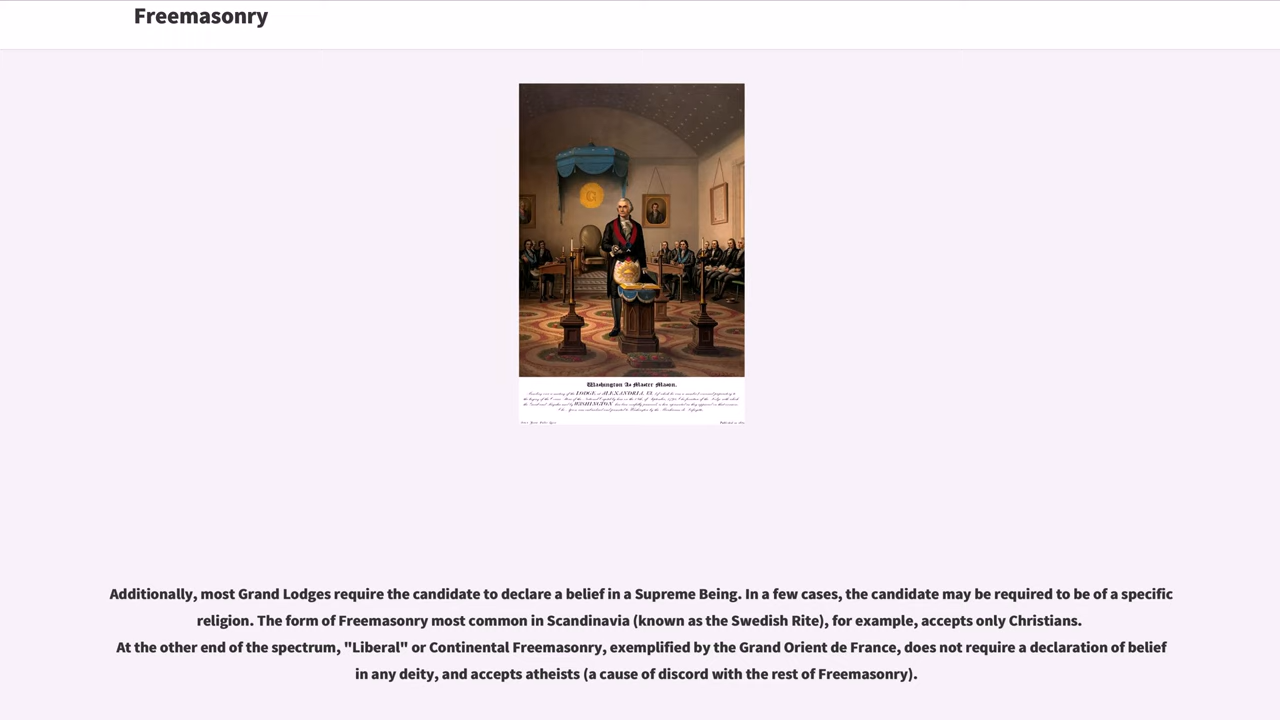 Freemasonry
G
Washington As Master Mason.
LODGE
ALEXANDRIA, Va.
WASHINGTON
Additionally, most Grand Lodges require the candidate to declare a belief in a Supreme Being. In a few cases, the candidate may be required to be of a specific
religion. The form of Freemasonry most common in Scandinavia (known as the Swedish Rite), for example, accepts only Christians.
At the other end of the spectrum, "Liberal" or Continental Freemasonry, exemplified by the Grand Orient de France, does not require a declaration of belief
in any deity, and accepts atheists (a cause of discord with the rest of Freemasonry).